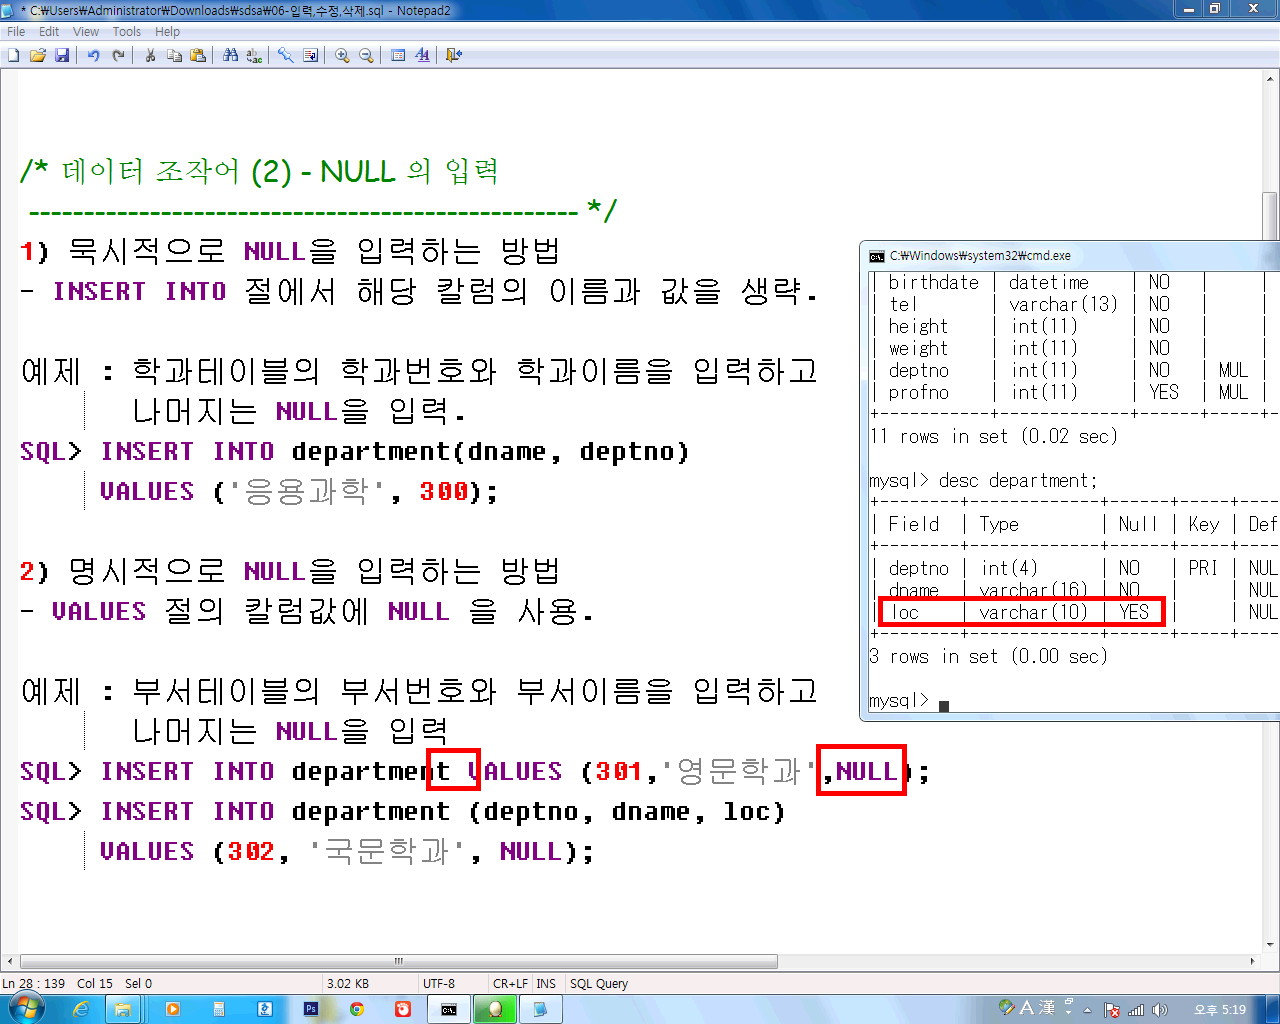 * C:₩Users₩Administrator₩Downloads₩sdsa₩06-입력,수정,삭제.sql - Notepad2
File Edit View Tools Help
/* 데이터 조작어 (2) - NULL 의 입력
-------------------------------------------------- */
1) 묵시적으로 NULL을 입력하는 방법
- INSERT INTO 절에서 해당 칼럼의 이름과 값을 생략.
예제 : 학과테이블의 학과번호와 학과이름을 입력하고
나머지는 NULL을 입력.
SQL> INSERT INTO department(dname, deptno)
VALUES ('응용과학', 300);
2) 명시적으로 NULL을 입력하는 방법
- VALUES 절의 칼럼값에 NULL 을 사용.
예제 : 부서테이블의 부서번호와 부서이름을 입력하고
나머지는 NULL을 입력
SQL> INSERT INTO department VALUES (301,'영문학과',NULL);
SQL> INSERT INTO department (deptno, dname, loc)
VALUES (302, '국문학과', NULL);
C:₩Windows₩system32₩cmd.exe
| birthdate | datetime | NO | |
| tel | varchar(13) | NO | |
| height | int(11) | NO | |
| weight | int(11) | NO | |
| deptno | int(11) | NO | MUL |
| profno | int(11) | YES | MUL |
+-----------+-------------+------+-----+----
11 rows in set (0.02 sec)
mysql> desc department;
+--------+-------------+------+-----+----
| Field | Type | Null | Key | Def
+--------+-------------+------+-----+----
| deptno | int(4) | NO | PRI | NUL
| dname | varchar(16) | NO | | NUL
| loc | varchar(10) | YES | | NUL
+--------+-------------+------+-----+----
3 rows in set (0.00 sec)
mysql>
Ln 28 : 139 Col 15 Sel 0 3.02 KB UTF-8 CR+LF INS SQL Query
Ps A 漢 오후 5:19